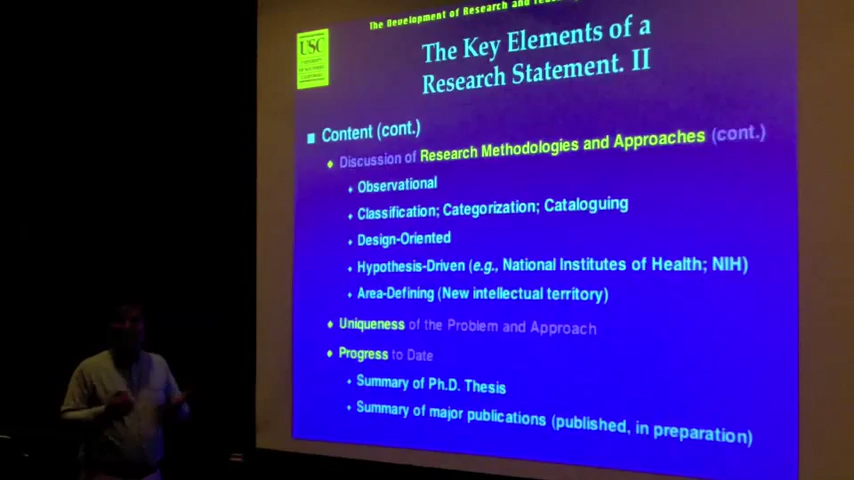 The Development of Research and
USC
The Key Elements of a
Research Statement. II
Content (cont.)
Discussion of Research Methodologies and Approaches (cont.)
Observational
Classification; Categorization; Cataloguing
Design-Oriented
Hypothesis-Driven (e.g., National Institutes of Health; NIH)
Area-Defining (New intellectual territory)
Uniqueness of the Problem and Approach
Progress to Date
Summary of Ph.D. Thesis
Summary of major publications (published, in preparation)